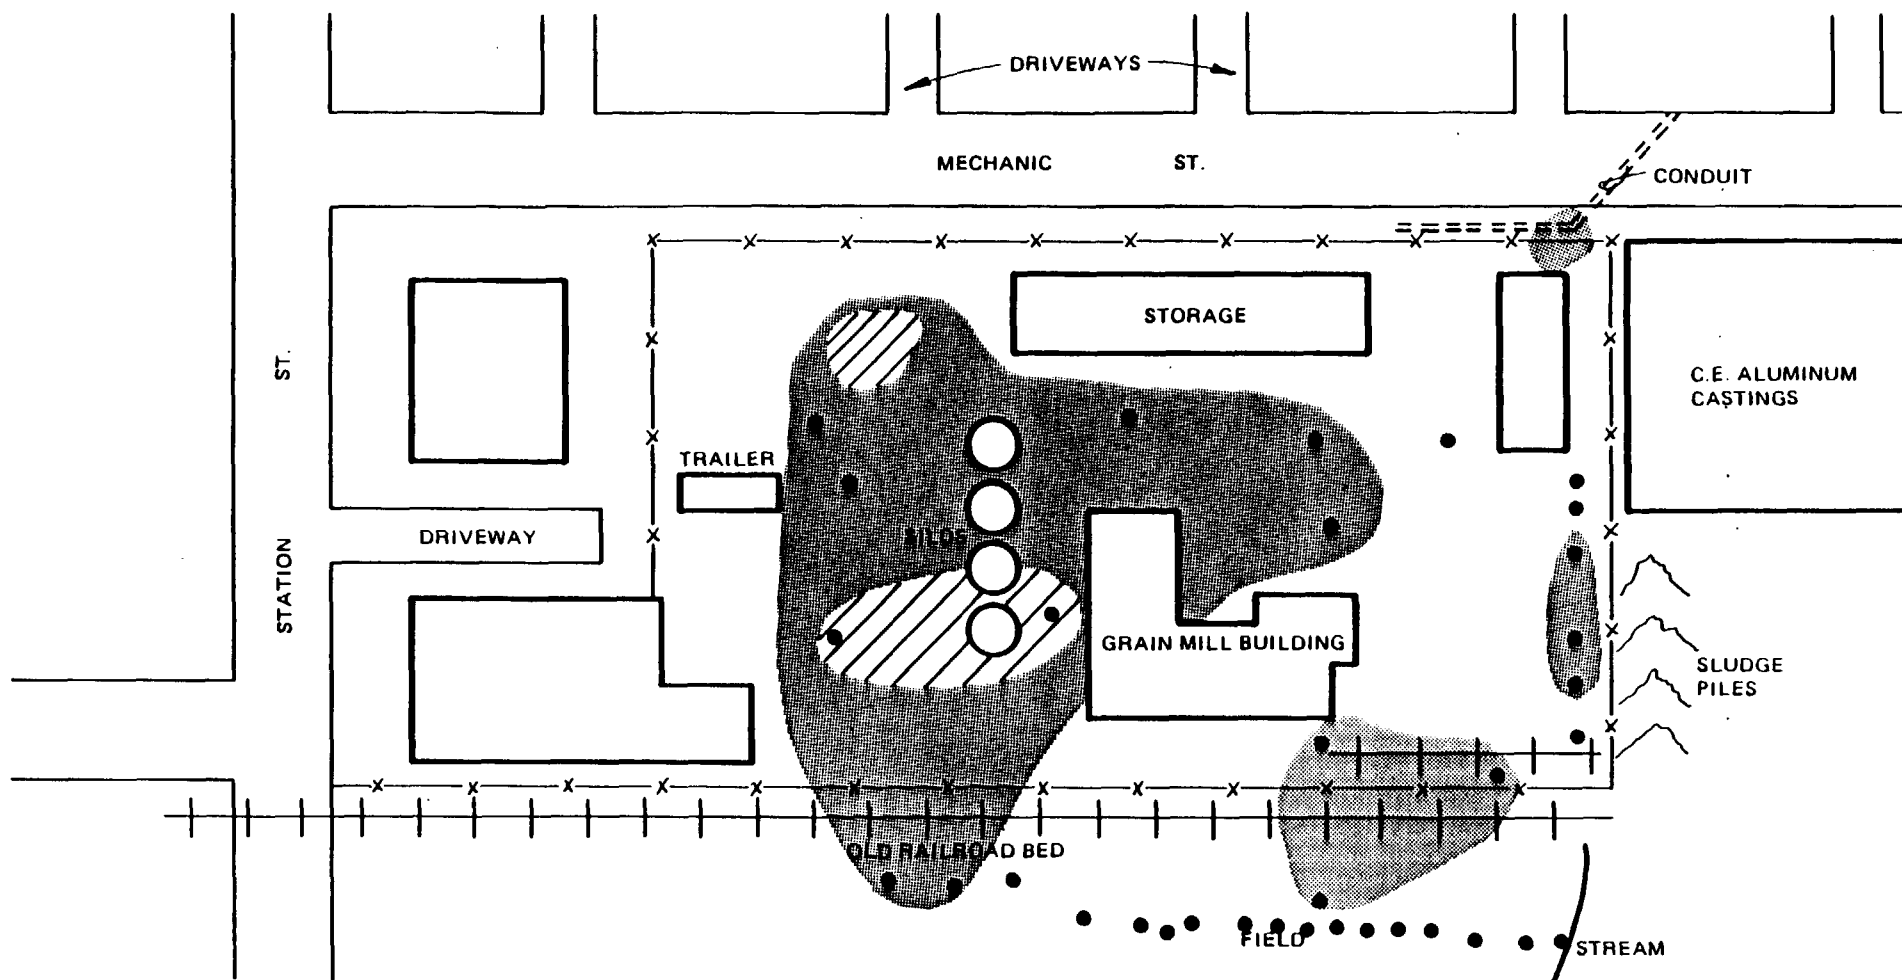 DRIVEWAYS
MECHANIC ST.
CONDUIT
STORAGE
ST.
C.E. ALUMINUM
CASTINGS
TRAILER
DRIVEWAY
SILOS
STATION
GRAIN MILL BUILDING
SLUDGE
PILES
OLD RAILROAD BED
FIELD
STREAM